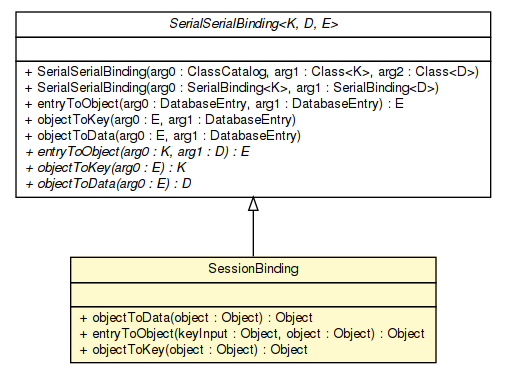 SerialSerialBinding<K, D, E>
+ SerialSerialBinding(arg0 : ClassCatalog, arg1 : Class<K>, arg2 : Class<D>)
+ SerialSerialBinding(arg0 : SerialBinding<K>, arg1 : SerialBinding<D>)
+ entryToObject(arg0 : DatabaseEntry, arg1 : DatabaseEntry) : E
+ objectToKey(arg0 : E, arg1 : DatabaseEntry)
+ objectToData(arg0 : E, arg1 : DatabaseEntry)
+ entryToObject(arg0 : K, arg1 : D) : E
+ objectToKey(arg0 : E) : K
+ objectToData(arg0 : E) : D
SessionBinding
+ objectToData(object : Object) : Object
+ entryToObject(keyInput : Object, object : Object) : Object
+ objectToKey(object : Object) : Object